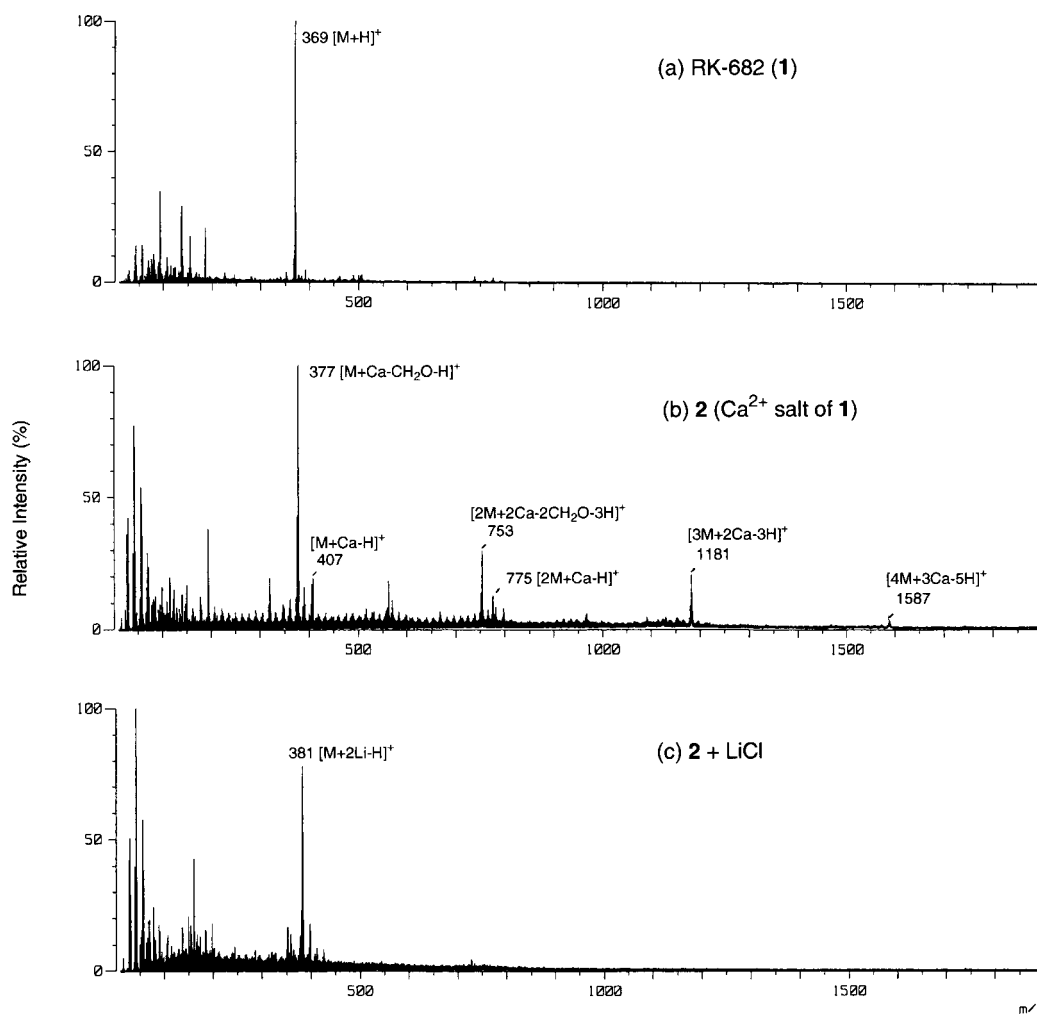 100
369 [M+H]⁺
(a) RK-682 (1)
50
0
500
1000
1500
Relative Intensity (%)
100
377 [M+Ca-CH₂O-H]⁺
(b) 2 (Ca²⁺ salt of 1)
50
[2M+2Ca-2CH₂O-3H]⁺
753
[M+Ca-H]⁺
407
775 [2M+Ca-H]⁺
[3M+2Ca-3H]⁺
1181
[4M+3Ca-5H]⁺
1587
0
500
1000
1500
100
381 [M+2Li-H]⁺
(c) 2 + LiCl
50
0
500
1000
1500
m/